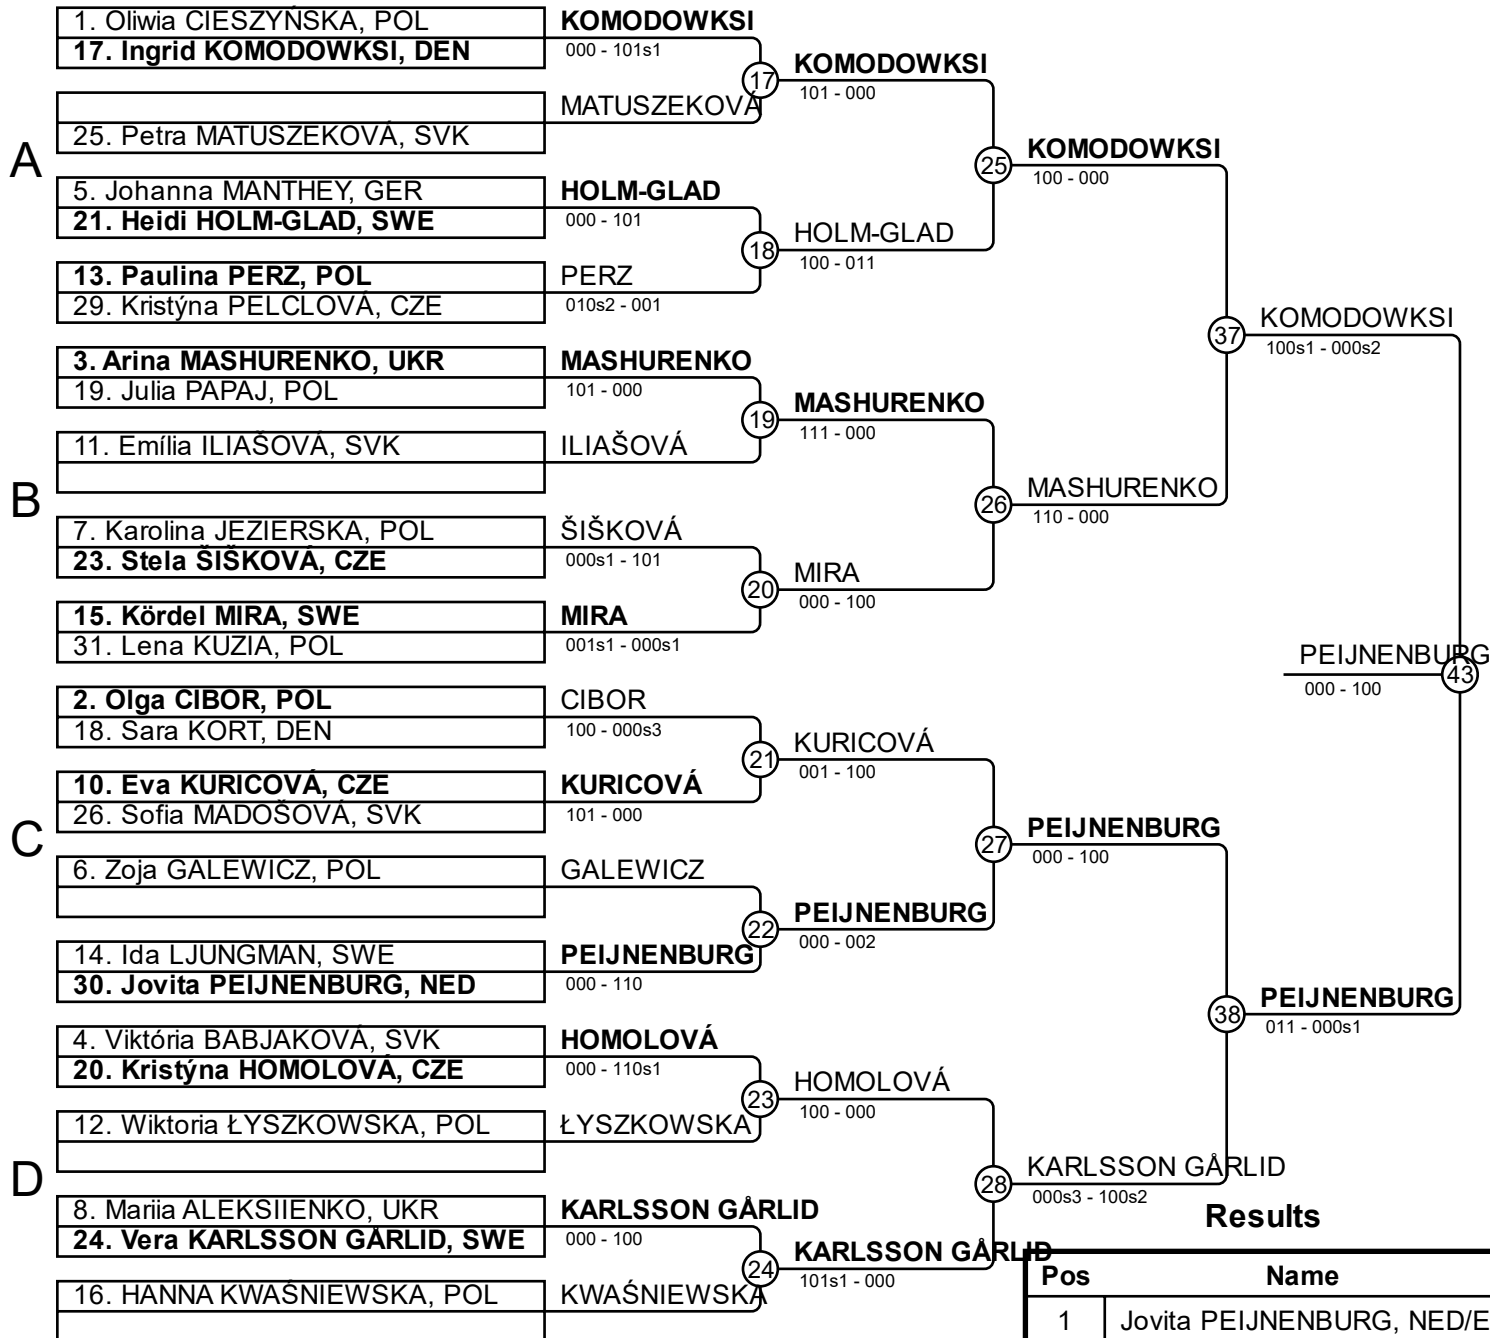 1. Oliwia CIESZYŃSKA, POL
17. Ingrid KOMODOWKSI, DEN
KOMODOWKSI
000 - 101s1
25. Petra MATUSZEKOVÁ, SVK
MATUSZEKOVÁ
17
KOMODOWKSI
101 - 000
A
5. Johanna MANTHEY, GER
21. Heidi HOLM-GLAD, SWE
HOLM-GLAD
000 - 101
13. Paulina PERZ, POL
29. Kristýna PELCLOVÁ, CZE
PERZ
010s2 - 001
18
HOLM-GLAD
100 - 011
25
KOMODOWKSI
100 - 000
3. Arina MASHURENKO, UKR
19. Julia PAPAJ, POL
MASHURENKO
101 - 000
11. Emília ILIAŠOVÁ, SVK
ILIAŠOVÁ
19
MASHURENKO
111 - 000
B
7. Karolina JEZIERSKA, POL
23. Stela ŠIŠKOVÁ, CZE
ŠIŠKOVÁ
000s1 - 101
15. Kördel MIRA, SWE
31. Lena KUZIA, POL
MIRA
001s1 - 000s1
20
MIRA
000 - 100
26
MASHURENKO
110 - 000
37
KOMODOWKSI
100s1 - 000s2
2. Olga CIBOR, POL
18. Sara KORT, DEN
CIBOR
100 - 000s3
10. Eva KURICOVÁ, CZE
26. Sofia MADOŠOVÁ, SVK
KURICOVÁ
101 - 000
21
KURICOVÁ
001 - 100
C
6. Zoja GALEWICZ, POL
GALEWICZ
14. Ida LJUNGMAN, SWE
30. Jovita PEIJNENBURG, NED
PEIJNENBURG
000 - 110
22
PEIJNENBURG
000 - 002
27
PEIJNENBURG
000 - 100
4. Viktória BABJAKOVÁ, SVK
20. Kristýna HOMOLOVÁ, CZE
HOMOLOVÁ
000 - 110s1
12. Wiktoria ŁYSZKOWSKA, POL
ŁYSZKOWSKA
23
HOMOLOVÁ
100 - 000
D
8. Mariia ALEKSIIENKO, UKR
24. Vera KARLSSON GÅRLID, SWE
KARLSSON GÅRLID
000 - 100
16. HANNA KWAŚNIEWSKA, POL
KWAŚNIEWSKA
24
KARLSSON GÅRLID
101s1 - 000
28
KARLSSON GÅRLID
000s3 - 100s2
38
PEIJNENBURG
011 - 000s1
43
PEIJNENBURG
000 - 100
Results
Pos Name
1 Jovita PEIJNENBURG, NED/E